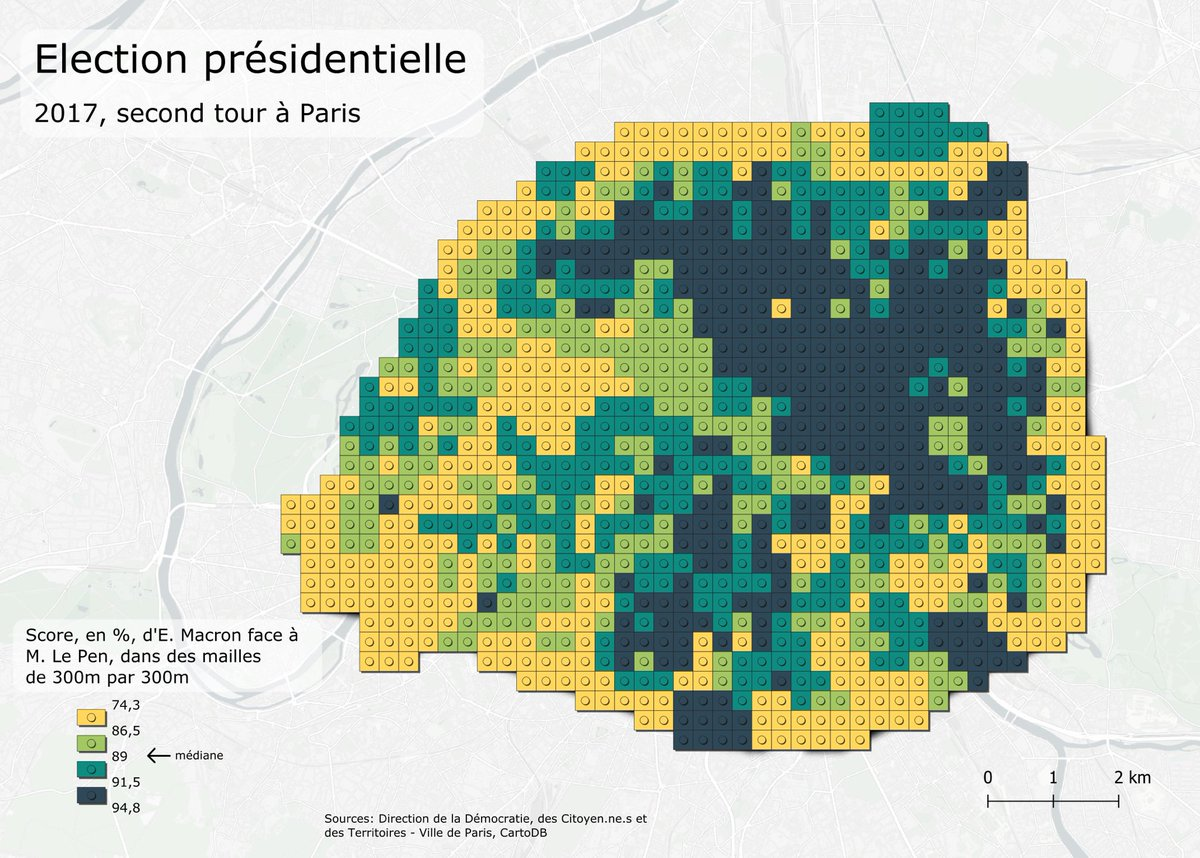 Election présidentielle
2017, second tour à Paris
Score, en %, d'E. Macron face à
M. Le Pen, dans des mailles
de 300m par 300m
74,3
86,5
89
médiane
91,5
94,8
Sources: Direction de la Démocratie, des Citoyen.ne.s et
des Territoires - Ville de Paris, CartoDB
0 1 2 km